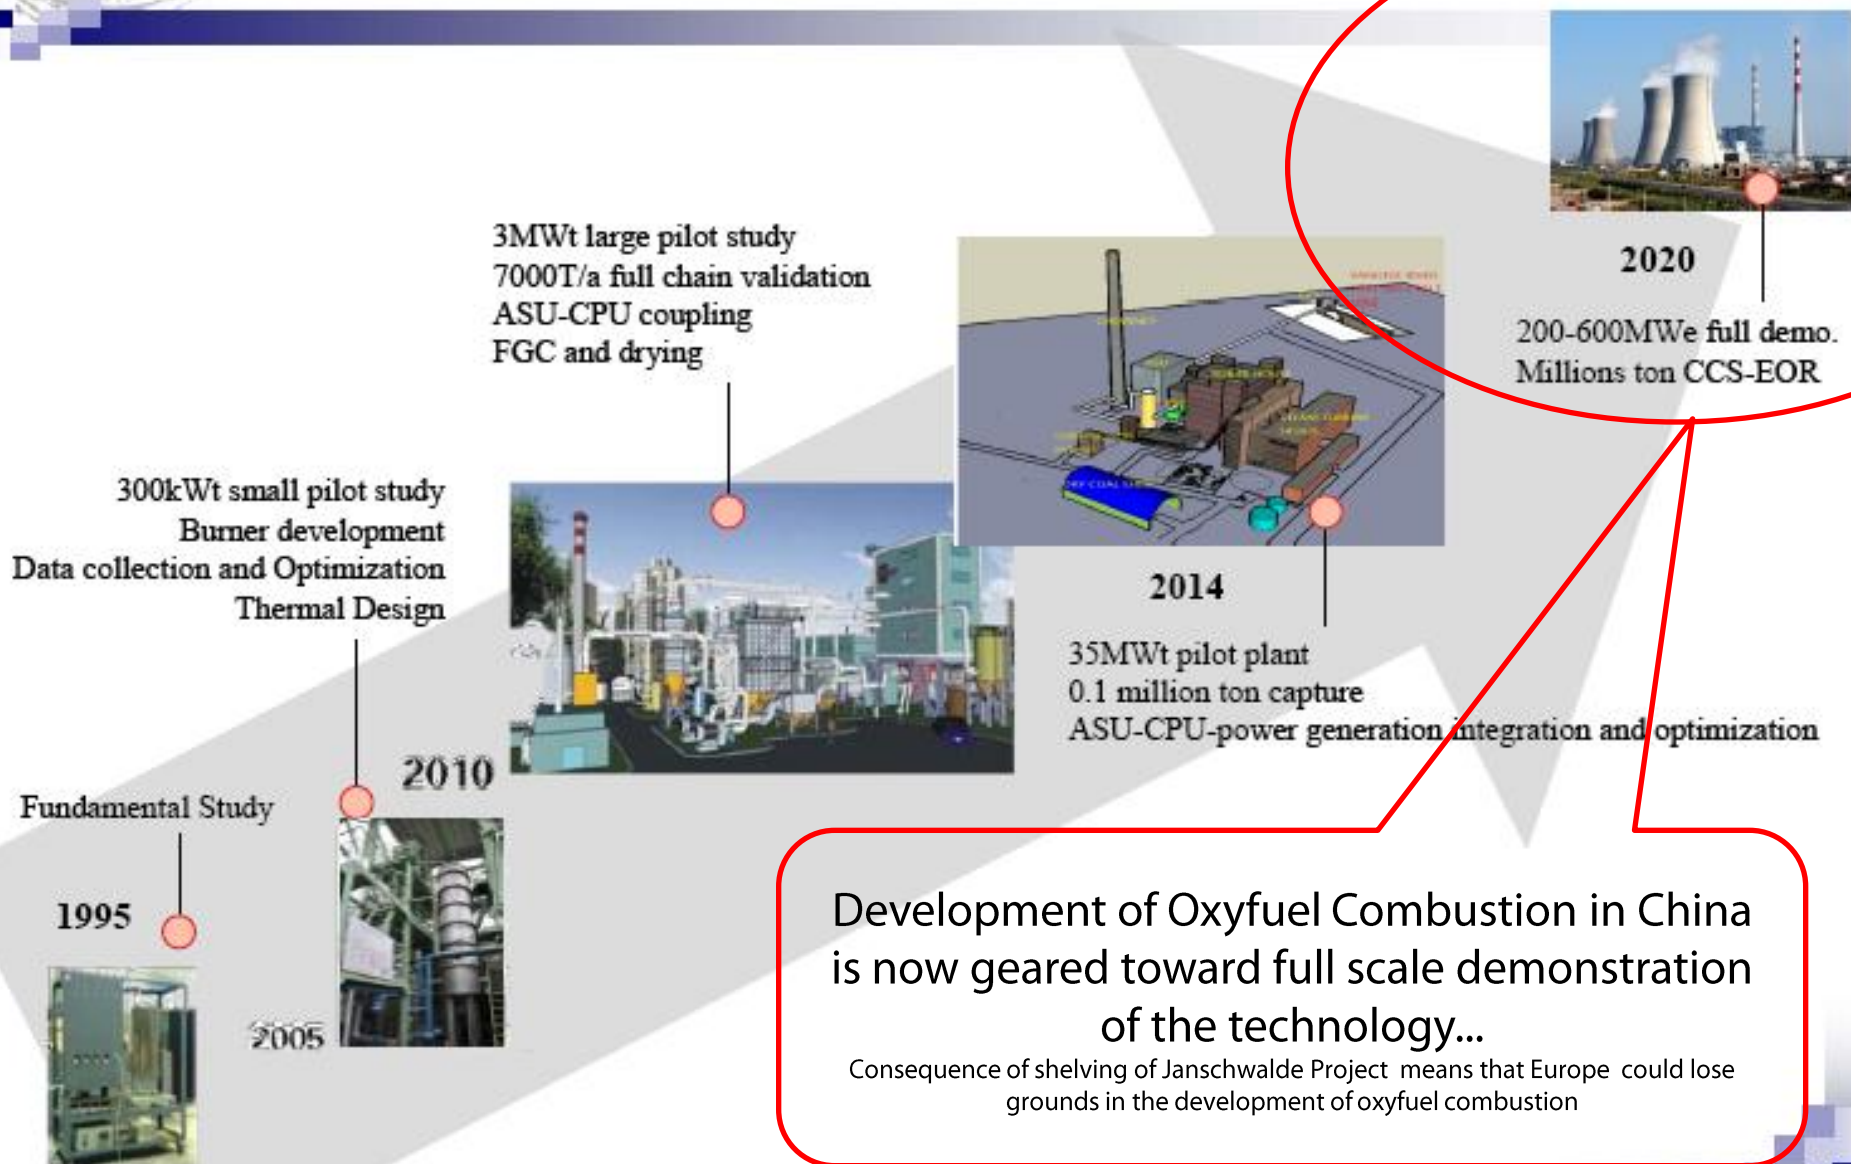 2020
200-600MWe full demo.
Millions ton CCS-EOR
3MWt large pilot study
7000T/a full chain validation
ASU-CPU coupling
FGC and drying
2014
35MWt pilot plant
0.1 million ton capture
ASU-CPU-power generation integration and optimization
300kWt small pilot study
Burner development
Data collection and Optimization
Thermal Design
2010
Fundamental Study
1995
2005
Development of Oxyfuel Combustion in China
is now geared toward full scale demonstration
of the technology...
Consequence of shelving of Janschwalde Project means that Europe could lose
grounds in the development of oxyfuel combustion